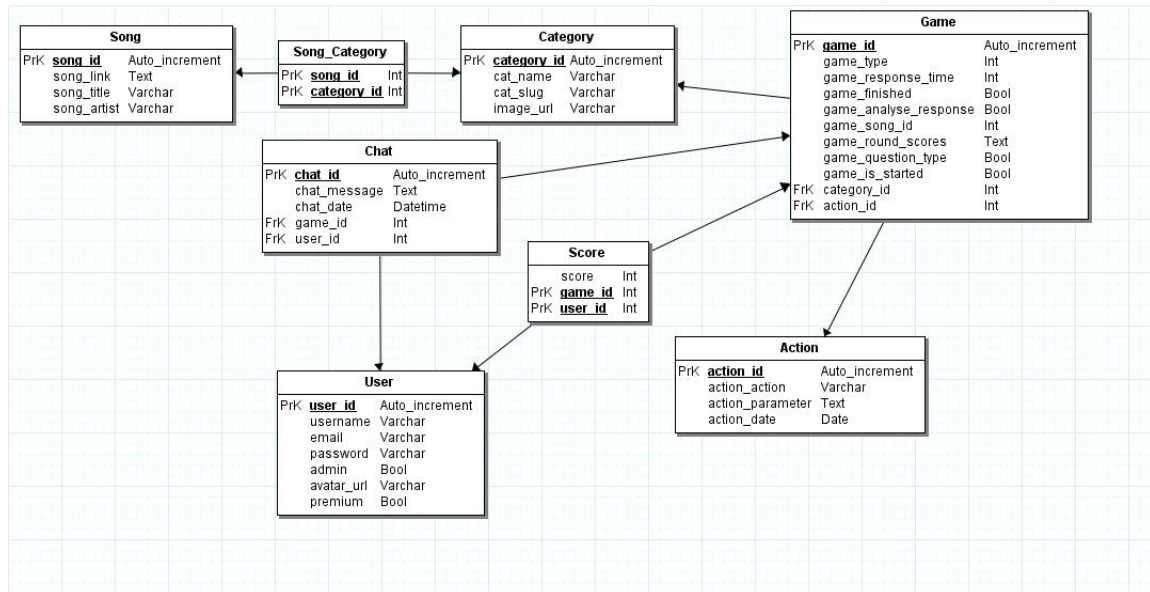 Song
PrK song_id Auto_increment
song_link Text
song_title Varchar
song_artist Varchar
Song_Category
PrK song_id Int
PrK category_id Int
Category
PrK category_id Auto_increment
cat_name Varchar
cat_slug Varchar
image_url Varchar
Game
PrK game_id Auto_increment
game_type Int
game_response_time Int
game_finished Bool
game_analyse_response Bool
game_song_id Int
game_round_scores Text
game_question_type Bool
game_is_started Bool
FrK category_id Int
FrK action_id Int
Chat
PrK chat_id Auto_increment
chat_message Text
chat_date Datetime
FrK game_id Int
FrK user_id Int
Score
score Int
PrK game_id Int
PrK user_id Int
User
PrK user_id Auto_increment
username Varchar
email Varchar
password Varchar
admin Bool
avatar_url Varchar
premium Bool
Action
PrK action_id Auto_increment
action_action Varchar
action_parameter Text
action_date Date